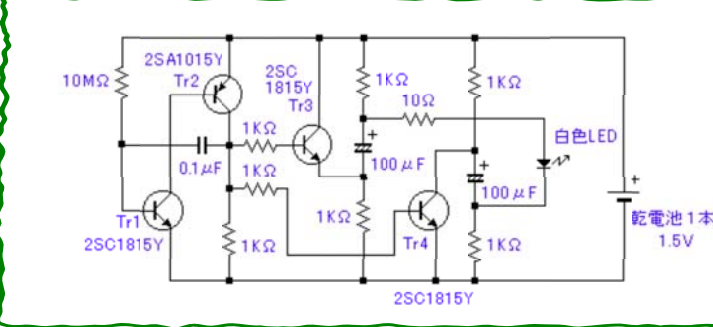 2SA1015Y
Tr2
10MΩ
2SC
1815Y
Tr3
1KΩ
1KΩ
10Ω
白色LED
1KΩ
+
+
0.1μF
1KΩ
100μF
100μF
+
Tr1
2SC1815Y
1KΩ
1KΩ
Tr4
1KΩ
乾電池1本
1.5V
2SC1815Y